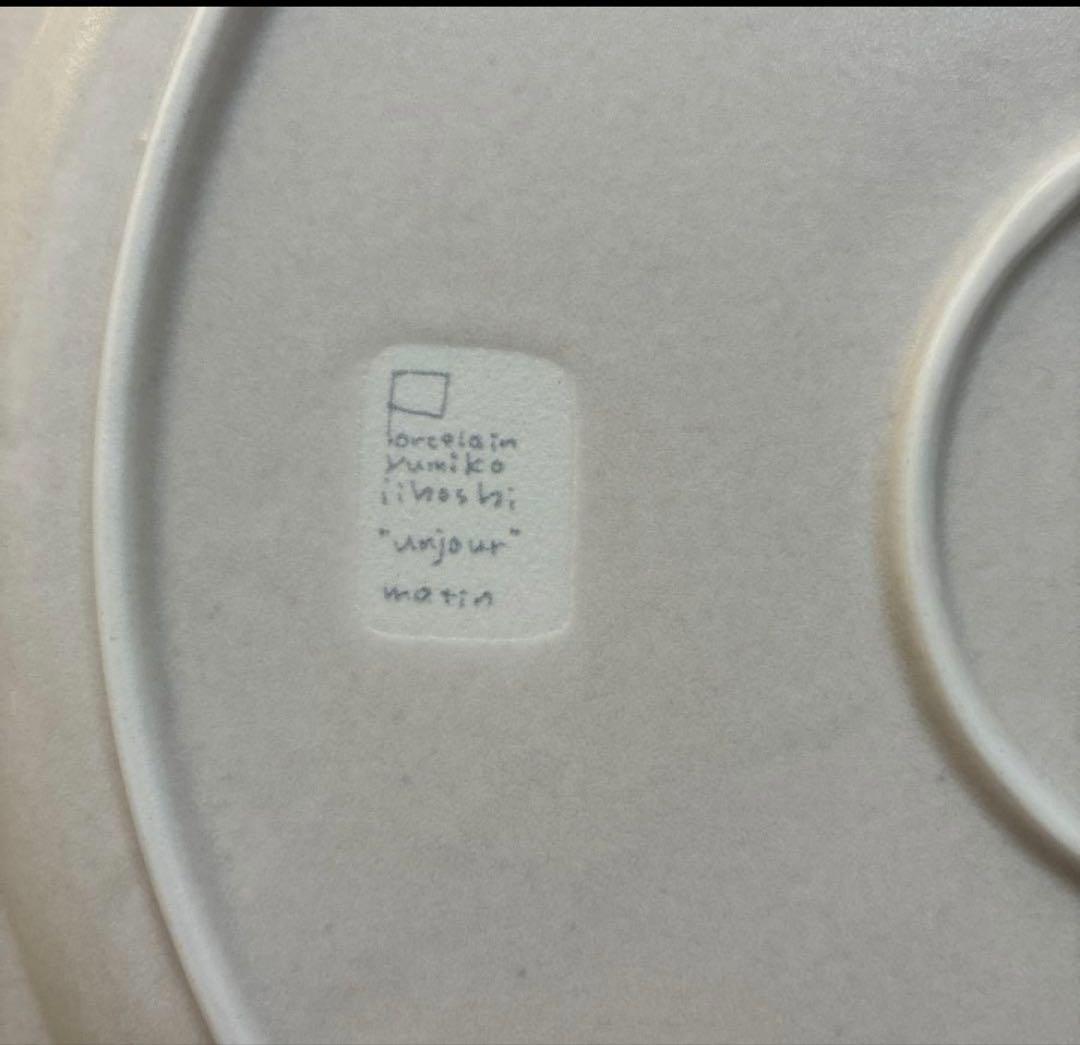 Porcelain
yumiko
iihoshi
"unjour"
matin